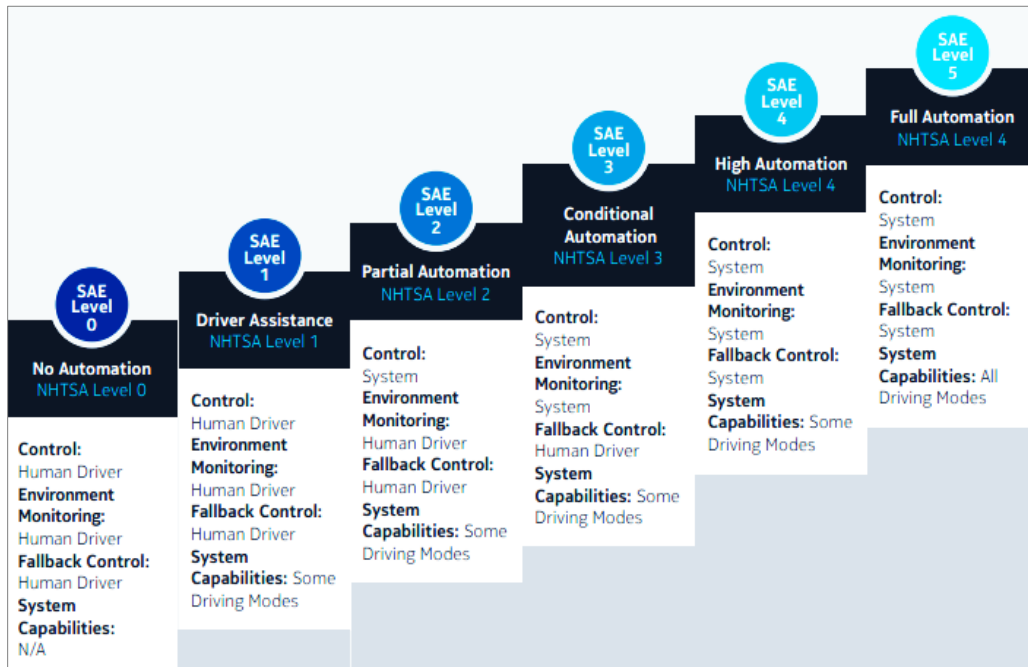 SAE
Level
0
No Automation
NHTSA Level 0
Control:
Human Driver
Environment
Monitoring:
Human Driver
Fallback Control:
Human Driver
System
Capabilities:
N/A
SAE
Level
1
Driver Assistance
NHTSA Level 1
Control:
Human Driver
Environment
Monitoring:
Human Driver
Fallback Control:
Human Driver
System
Capabilities: Some
Driving Modes
SAE
Level
2
Partial Automation
NHTSA Level 2
Control:
System
Environment
Monitoring:
Human Driver
Fallback Control:
Human Driver
System
Capabilities: Some
Driving Modes
SAE
Level
3
Conditional
Automation
NHTSA Level 3
Control:
System
Environment
Monitoring:
System
Fallback Control:
Human Driver
System
Capabilities: Some
Driving Modes
SAE
Level
4
High Automation
NHTSA Level 4
Control:
System
Environment
Monitoring:
System
Fallback Control:
System
System
Capabilities: Some
Driving Modes
SAE
Level
5
Full Automation
NHTSA Level 4
Control:
System
Environment
Monitoring:
System
Fallback Control:
System
System
Capabilities: All
Driving Modes